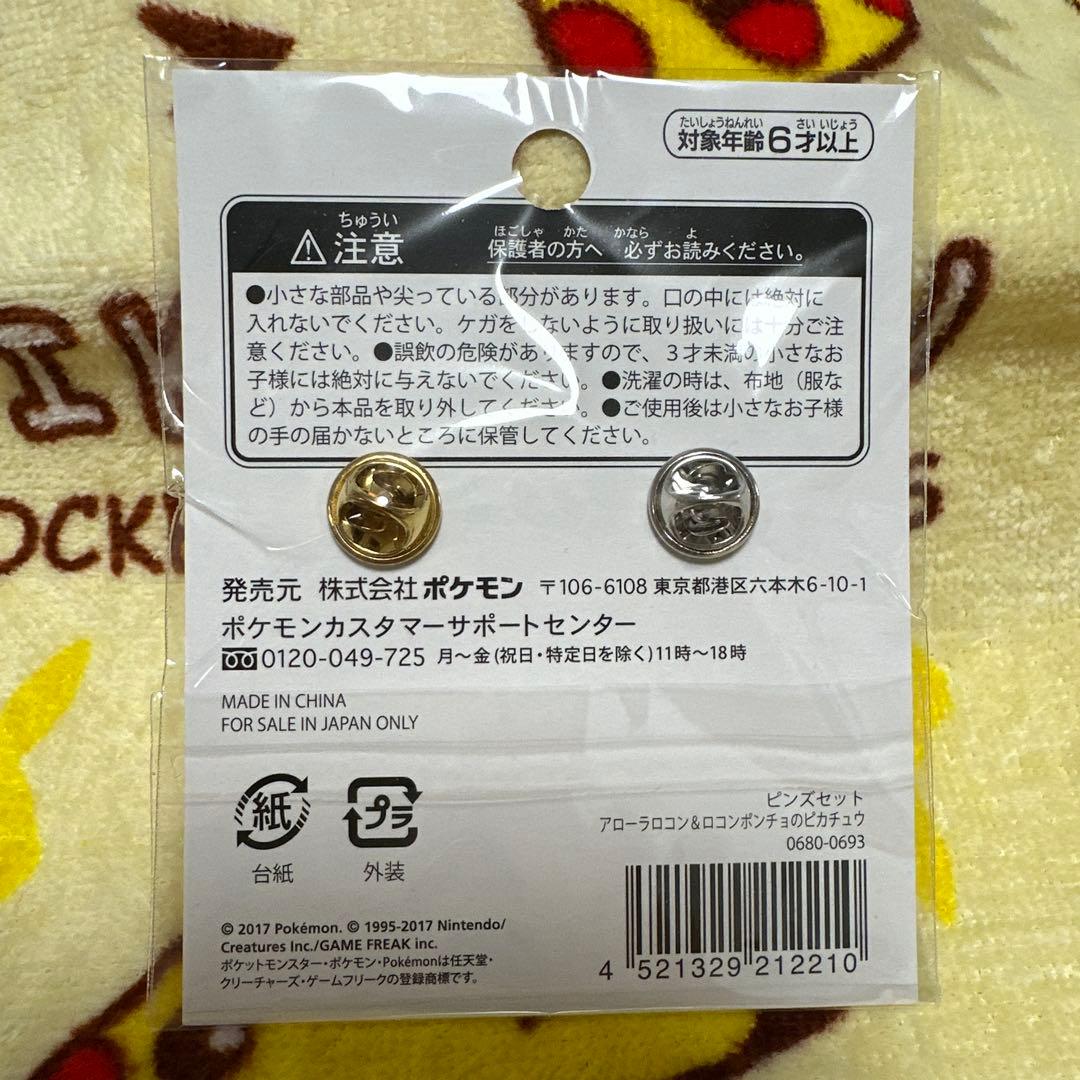 たいしょうねんれい さい いじょう
対象年齢6才以上
ちゅうい
⚠注意
ほごしゃ かた かなら よ
保護者の方へ 必ずお読みください。
●小さな部品や尖っている部分があります。口の中には絶対に
入れないでください。ケガをしないように取り扱いには十分ご注
意ください。●誤飲の危険がありますので、3才未満の小さなお
子様には絶対に与えないでください。●洗濯の時は、布地(服な
ど)から本品を取り外してください。●ご使用後は小さなお子様
の手の届かないところに保管してください。
発売元 株式会社ポケモン 〒106-6108 東京都港区六本木6-10-1
ポケモンカスタマーサポートセンター
0120-049-725 月〜金(祝日・特定日を除く)11時〜18時
MADE IN CHINA
FOR SALE IN JAPAN ONLY
紙
プラ
台紙
外装
ピンズセット
アローラロコン&ロコンポンチョのピカチュウ
0680-0693
© 2017 Pokémon. © 1995-2017 Nintendo/
Creatures Inc./GAME FREAK inc.
ポケットモンスター・ポケモン・Pokémonは任天堂・
クリーチャーズ・ゲームフリークの登録商標です。
4 521329 212210